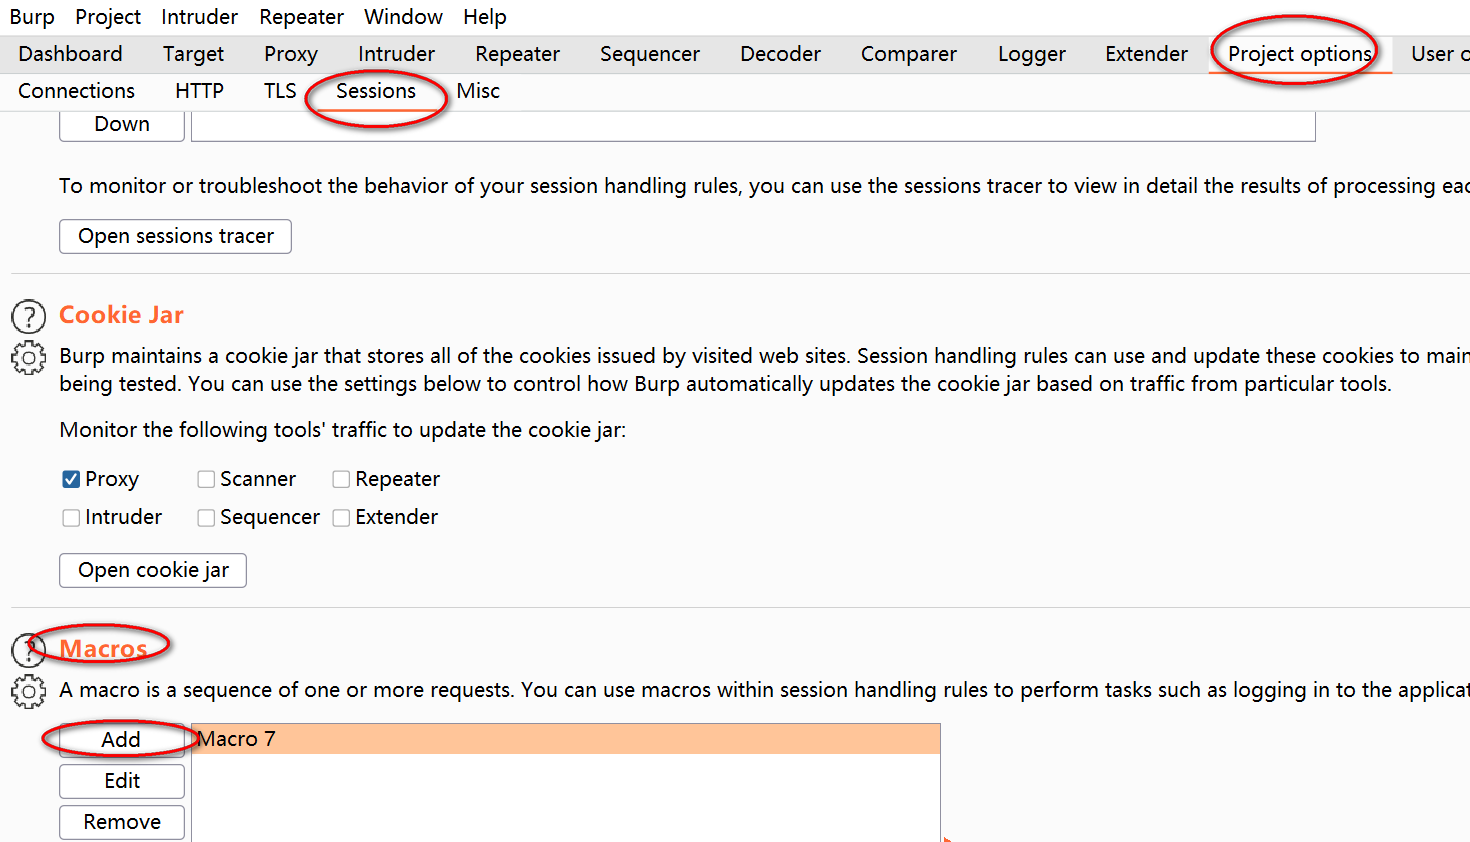 Burp Project Intruder Repeater Window Help
Dashboard Target Proxy Intruder Repeater Sequencer Decoder Comparer Logger Extender Project options User o
Connections HTTP TLS Sessions Misc
Down
To monitor or troubleshoot the behavior of your session handling rules, you can use the sessions tracer to view in detail the results of processing eac
Open sessions tracer
Cookie Jar
Burp maintains a cookie jar that stores all of the cookies issued by visited web sites. Session handling rules can use and update these cookies to main
being tested. You can use the settings below to control how Burp automatically updates the cookie jar based on traffic from particular tools.
Monitor the following tools' traffic to update the cookie jar:
Proxy Scanner Repeater
Intruder Sequencer Extender
Open cookie jar
Macros
A macro is a sequence of one or more requests. You can use macros within session handling rules to perform tasks such as logging in to the applicat
Add Macro 7
Edit
Remove